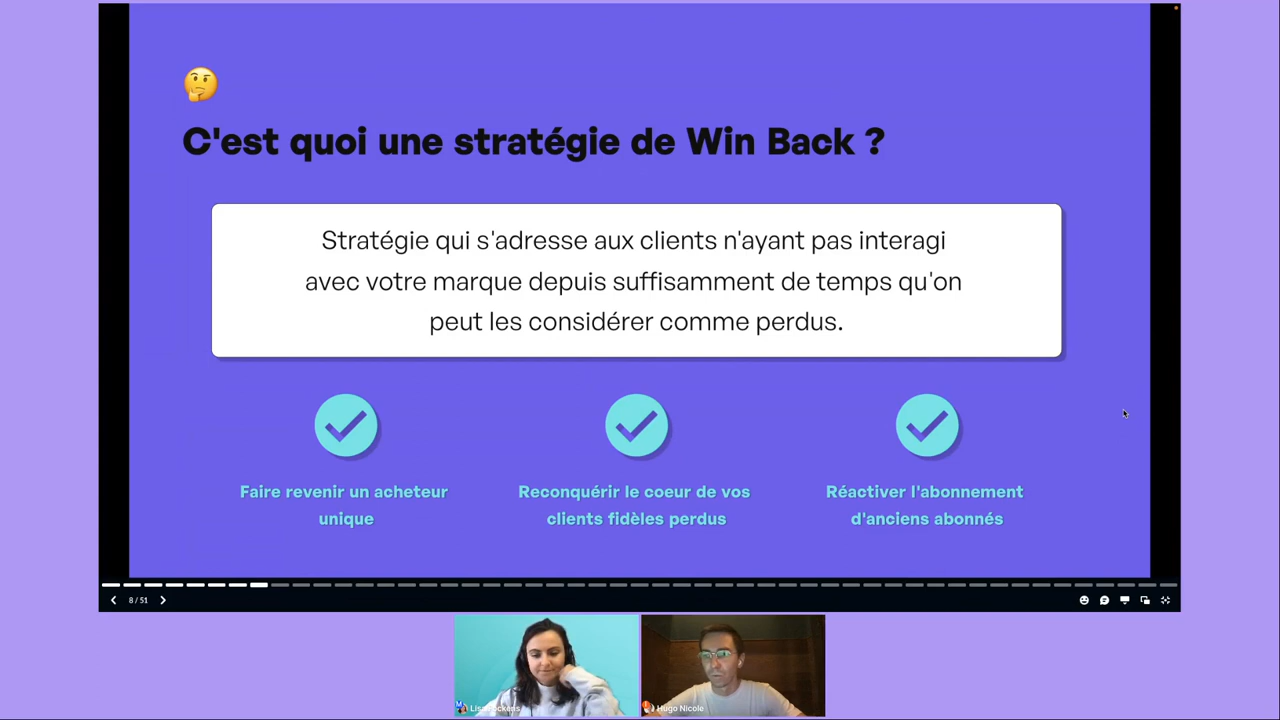 C'est quoi une stratégie de Win Back ?
Stratégie qui s'adresse aux clients n'ayant pas interagi
avec votre marque depuis suffisamment de temps qu'on
peut les considérer comme perdus.
Faire revenir un acheteur
unique
Reconquérir le coeur de vos
clients fidèles perdus
Réactiver l'abonnement
d'anciens abonnés
8 / 51
Hugo Nicole